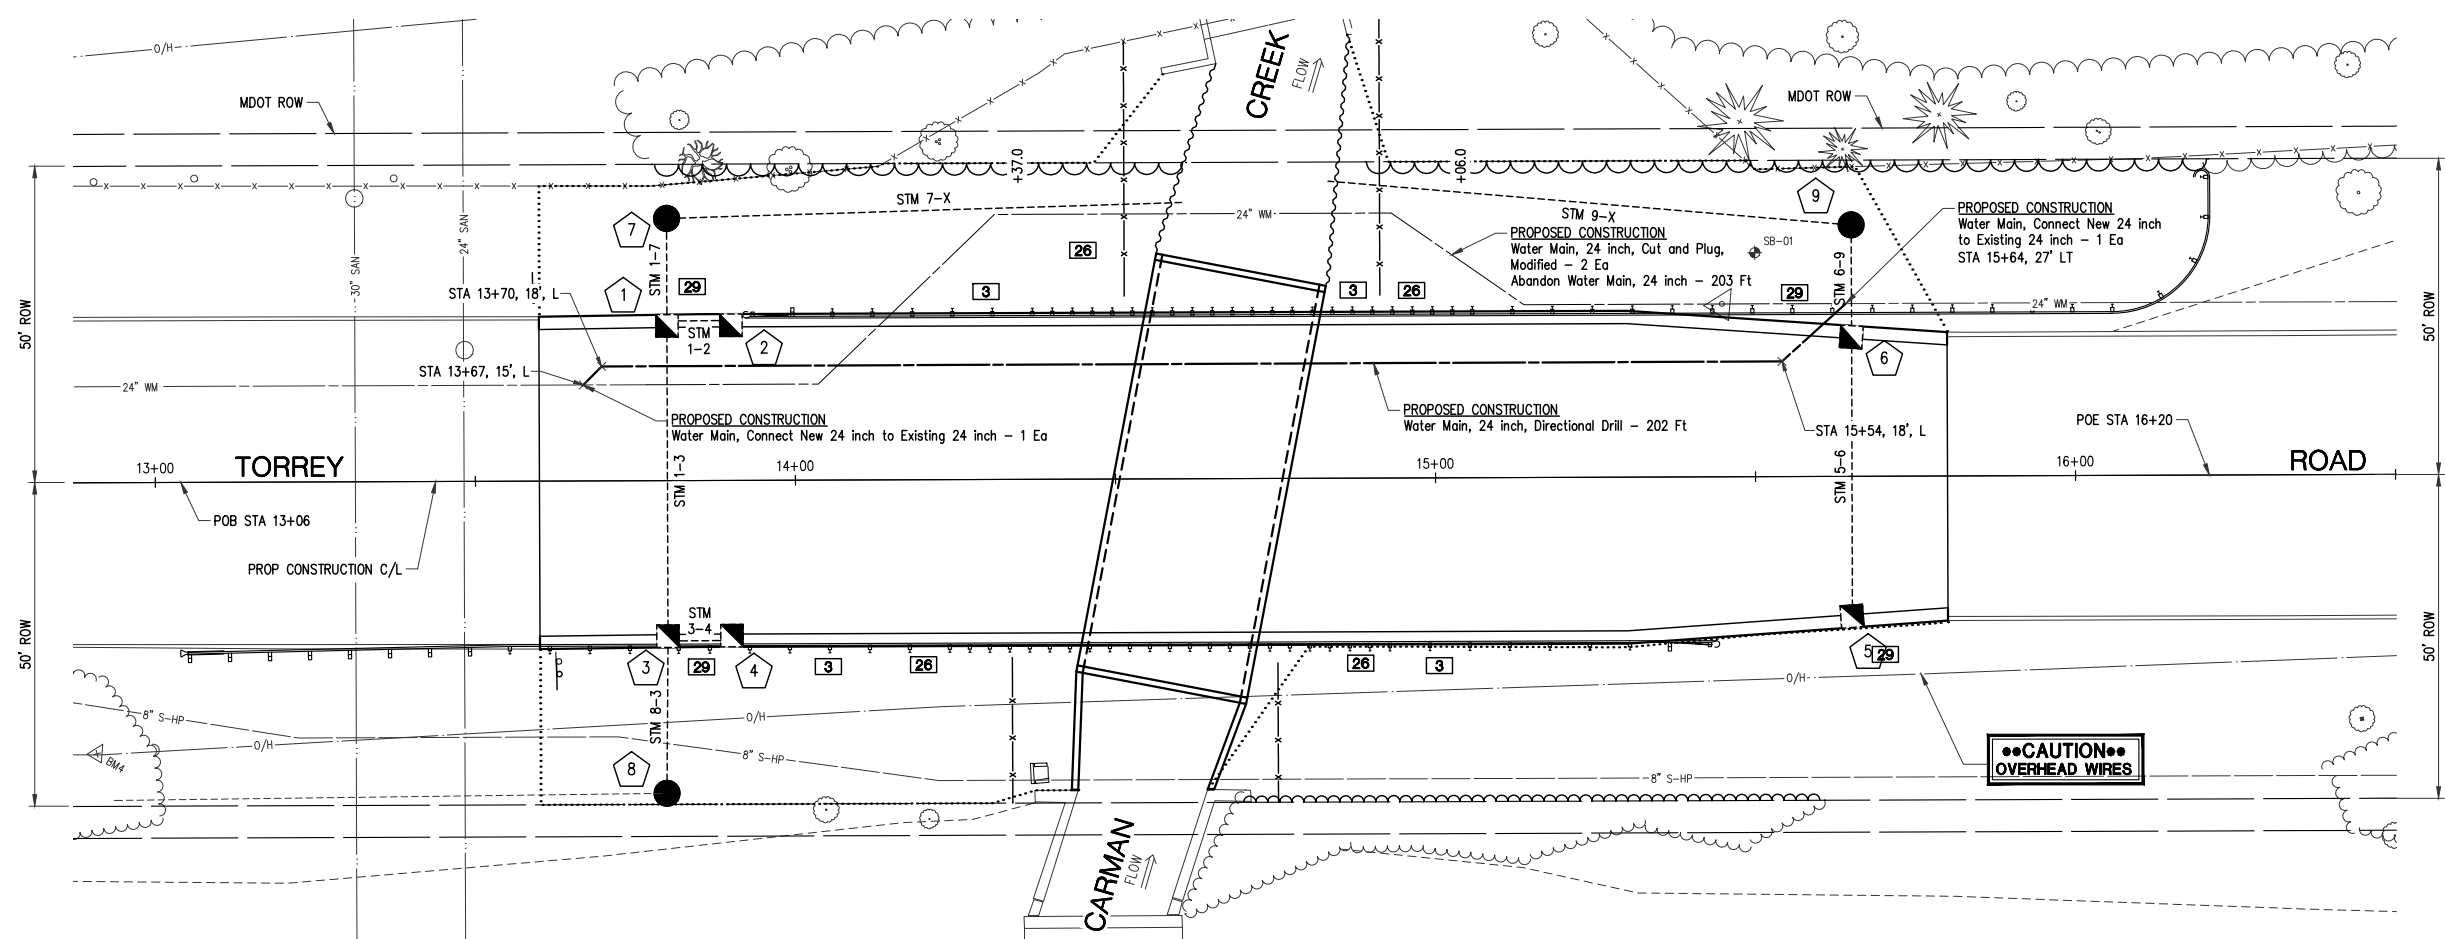 O/H
MDOT ROW
CREEK
FLOW
MDOT ROW
+37.0
+06.0
STM 7-X
24" WM
STM 9-X
7
9
STM 1-7
STM 6-9
30" SAN
24" SAN
26
PROPOSED CONSTRUCTION
Water Main, 24 inch, Cut and Plug,
Modified - 2 Ea
Abandon Water Main, 24 inch - 203 Ft
SB-01
PROPOSED CONSTRUCTION
Water Main, Connect New 24 inch
to Existing 24 inch - 1 Ea
STA 15+64, 27' LT
STA 13+70, 18', L
1
29
3
3
26
29
24" WM
50' ROW
STM
1-2
2
6
50' ROW
STA 13+67, 15', L
24" WM
PROPOSED CONSTRUCTION
Water Main, Connect New 24 inch to Existing 24 inch - 1 Ea
PROPOSED CONSTRUCTION
Water Main, 24 inch, Directional Drill - 202 Ft
STA 15+54, 18', L
POE STA 16+20
13+00
TORREY
14+00
15+00
16+00
ROAD
STM 1-3
STM 5-6
POB STA 13+06
PROP CONSTRUCTION C/L
50' ROW
STM
3-4
3
29
4
3
26
26
3
5
29
50' ROW
8" S-HP
O/H
O/H
O/H
STM 8-3
8" S-HP
8" S-HP
BM4
8
●●CAUTION●●
OVERHEAD WIRES
CARMAN
FLOW